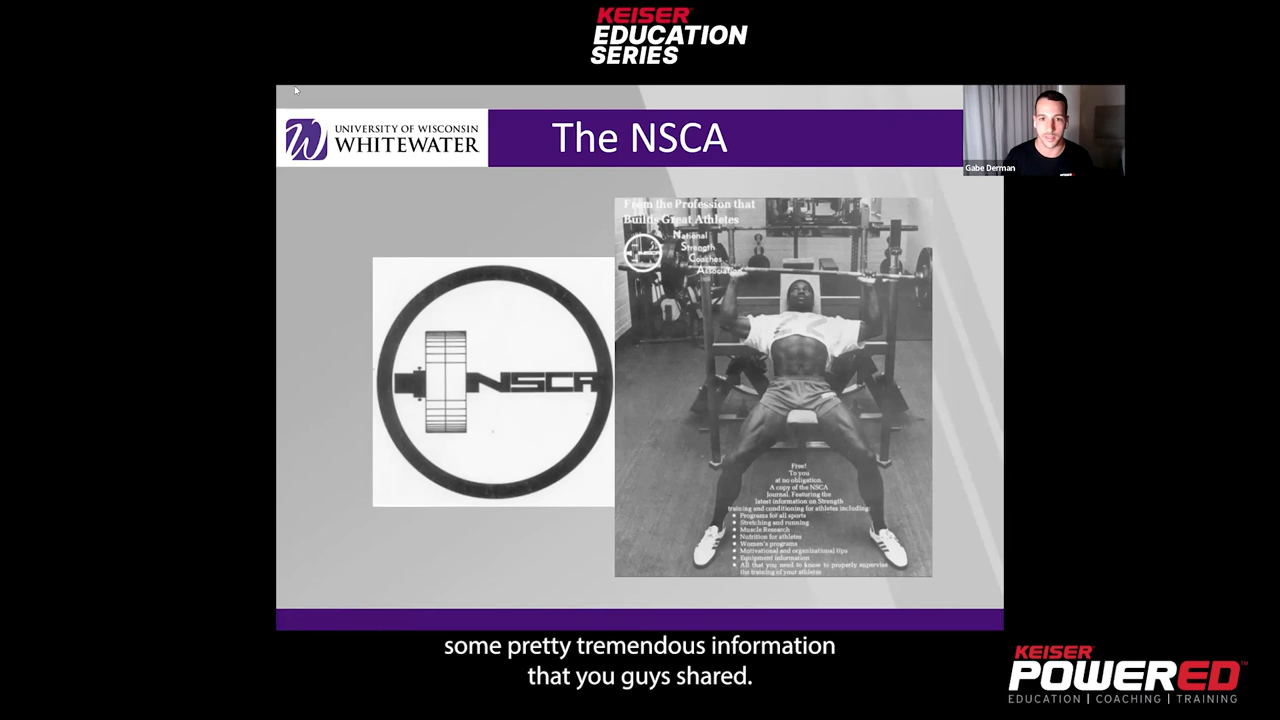 KEISER
EDUCATION
SERIES
UNIVERSITY OF WISCONSIN
WHITEWATER
The NSCA
Gabe Derman
NSCA
From the Profession that
Builds Great Athletes
National
Strength
Coaches
Association
Free!
To you
at no obligation.
A copy of the NSCA
Journal. Featuring the
latest information on Strength
training and conditioning for athletes including:
• Programs for all sports
• Stretching and running
• Muscle Research
• Nutrition for athletes
• Women's programs
• Motivational and organizational tips
• Equipment information
• All that you need to know to properly supervise
the training of your athletes
some pretty tremendous information
that you guys shared.
KEISER
POWERED™
EDUCATION | COACHING | TRAINING